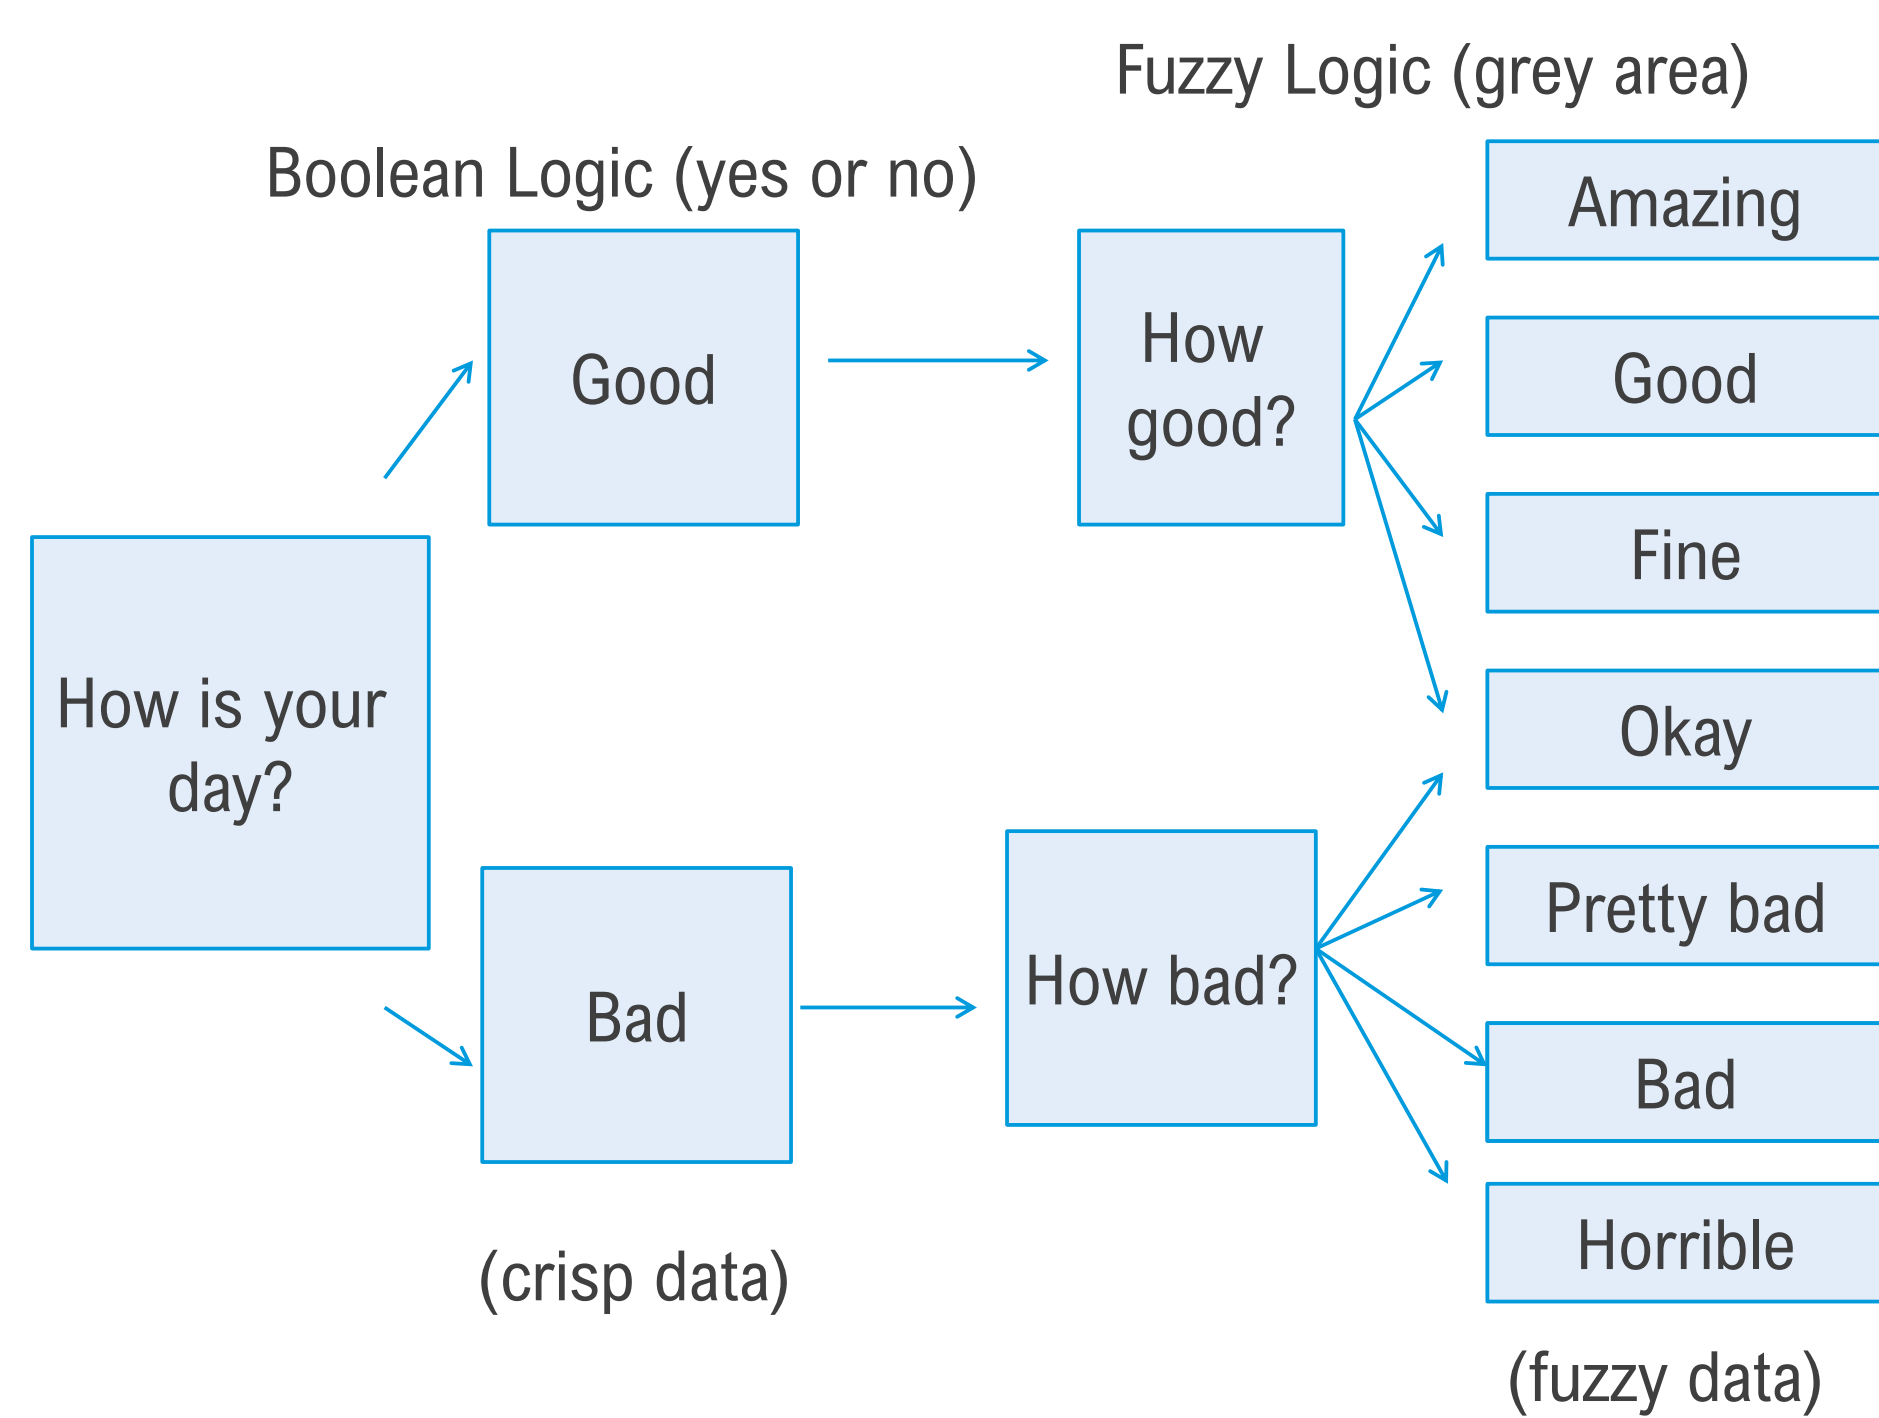 Fuzzy Logic (grey area)
Boolean Logic (yes or no)
Amazing
Good
How
good?
Good
Fine
How is your
day?
Okay
Pretty bad
How bad?
Bad
Bad
Horrible
(crisp data)
(fuzzy data)